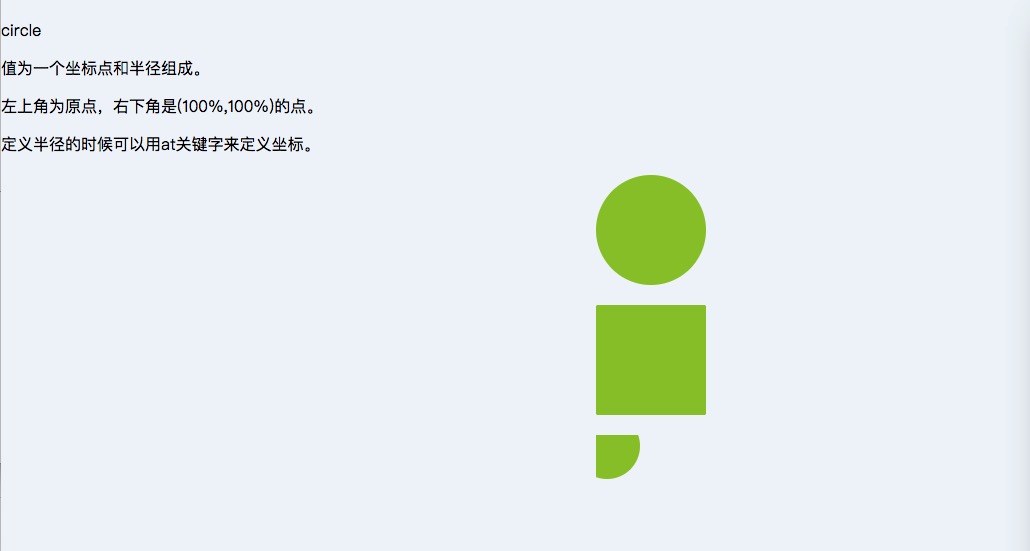 circle
值为一个坐标点和半径组成。
左上角为原点，右下角是(100%,100%)的点。
定义半径的时候可以用at关键字来定义坐标。